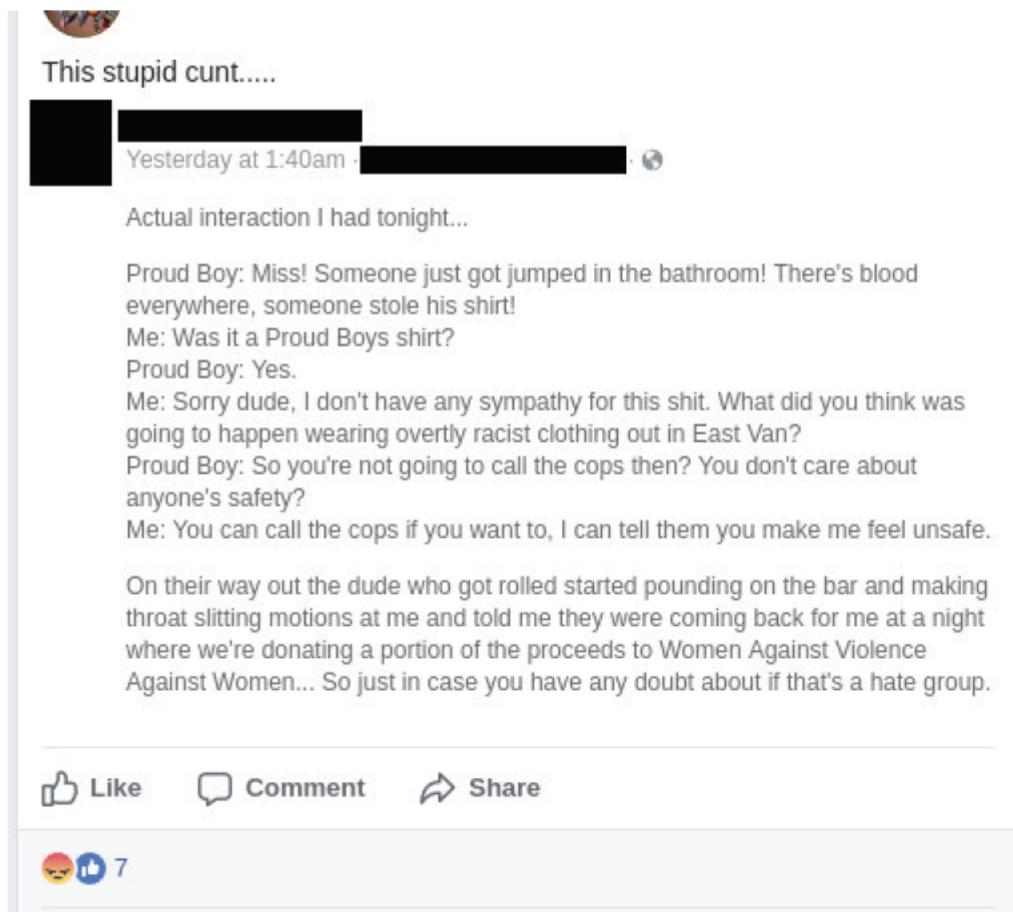 This stupid cunt.....
Yesterday at 1:40am ·
·
Actual interaction I had tonight...
Proud Boy: Miss! Someone just got jumped in the bathroom! There's blood
everywhere, someone stole his shirt!
Me: Was it a Proud Boys shirt?
Proud Boy: Yes.
Me: Sorry dude, I don't have any sympathy for this shit. What did you think was
going to happen wearing overtly racist clothing out in East Van?
Proud Boy: So you're not going to call the cops then? You don't care about
anyone's safety?
Me: You can call the cops if you want to, I can tell them you make me feel unsafe.
On their way out the dude who got rolled started pounding on the bar and making
throat slitting motions at me and told me they were coming back for me at a night
where we're donating a portion of the proceeds to Women Against Violence
Against Women... So just in case you have any doubt about if that's a hate group.
Like Comment Share
7